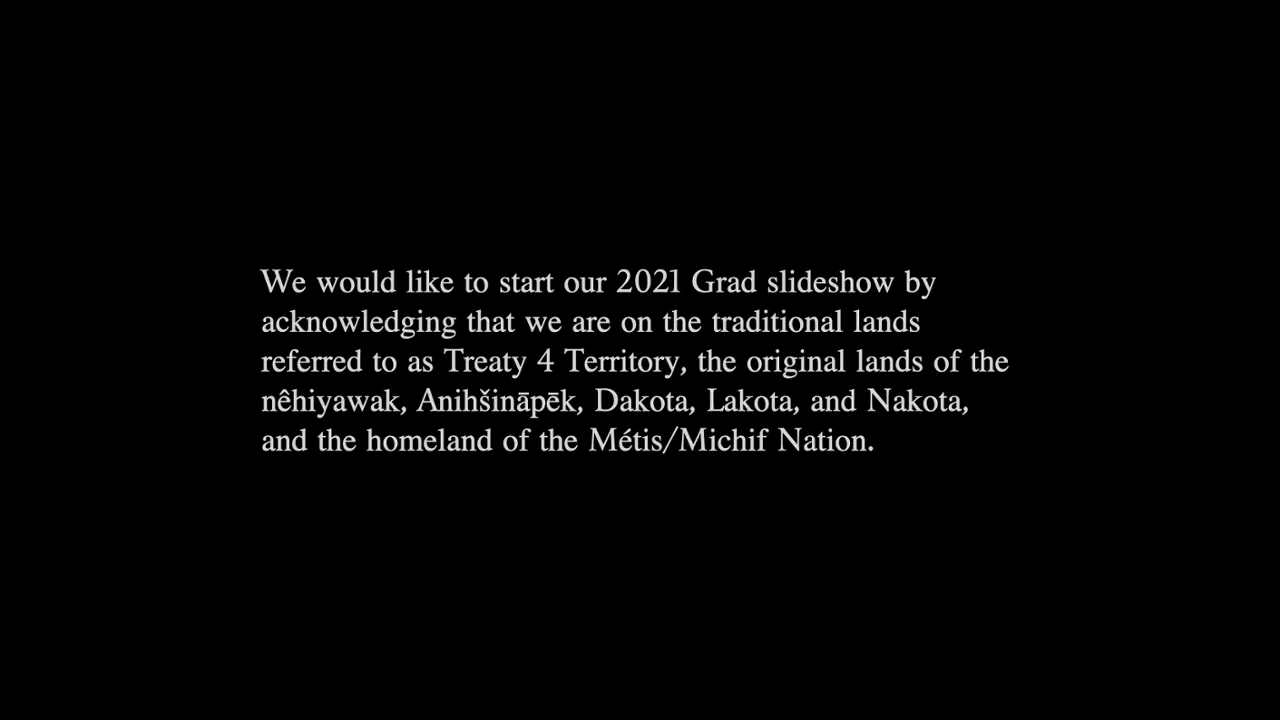 We would like to start our 2021 Grad slideshow by
acknowledging that we are on the traditional lands
referred to as Treaty 4 Territory, the original lands of the
nêhiyawak, Anihšināpēk, Dakota, Lakota, and Nakota,
and the homeland of the Métis/Michif Nation.